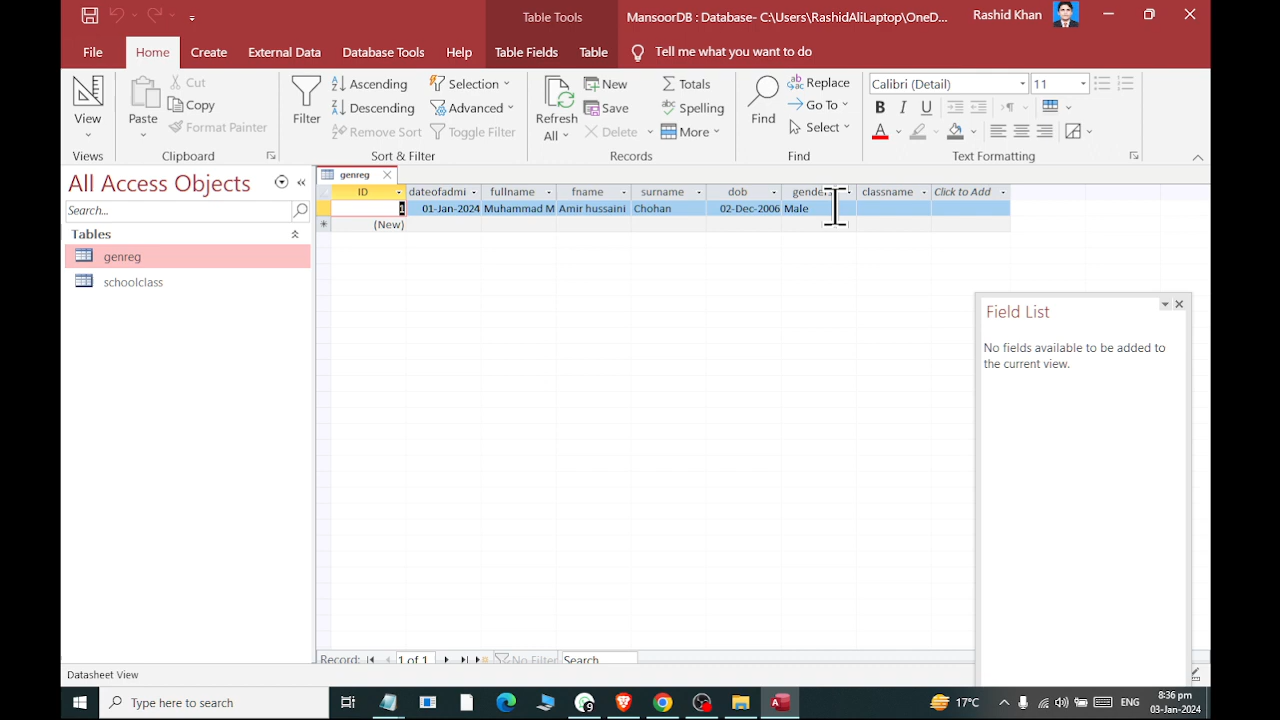 Table Tools
MansoorDB : Database- C:\Users\RashidAliLaptop\OneD...
Rashid Khan
File Home Create External Data Database Tools Help Table Fields Table Tell me what you want to do
View
Views
Paste
Cut
Copy
Format Painter
Clipboard
Filter
Ascending
Descending
Remove Sort
Selection
Advanced
Toggle Filter
Sort & Filter
Refresh
All
New
Save
Delete
Totals
Spelling
More
Records
Find
Replace
Go To
Select
Find
Calibri (Detail) 11
B I U
A
Text Formatting
All Access Objects
Search...
Tables
genreg
schoolclass
genreg
ID dateofadmi fullname fname surname dob gender classname Click to Add
1 01-Jan-2024 Muhammad M Amir hussaini Chohan 02-Dec-2006 Male
(New)
Field List
No fields available to be added to
the current view.
Record: 1 of 1 No Filter Search
Datasheet View
Type here to search
17°C
ENG
8:36 pm
03-Jan-2024